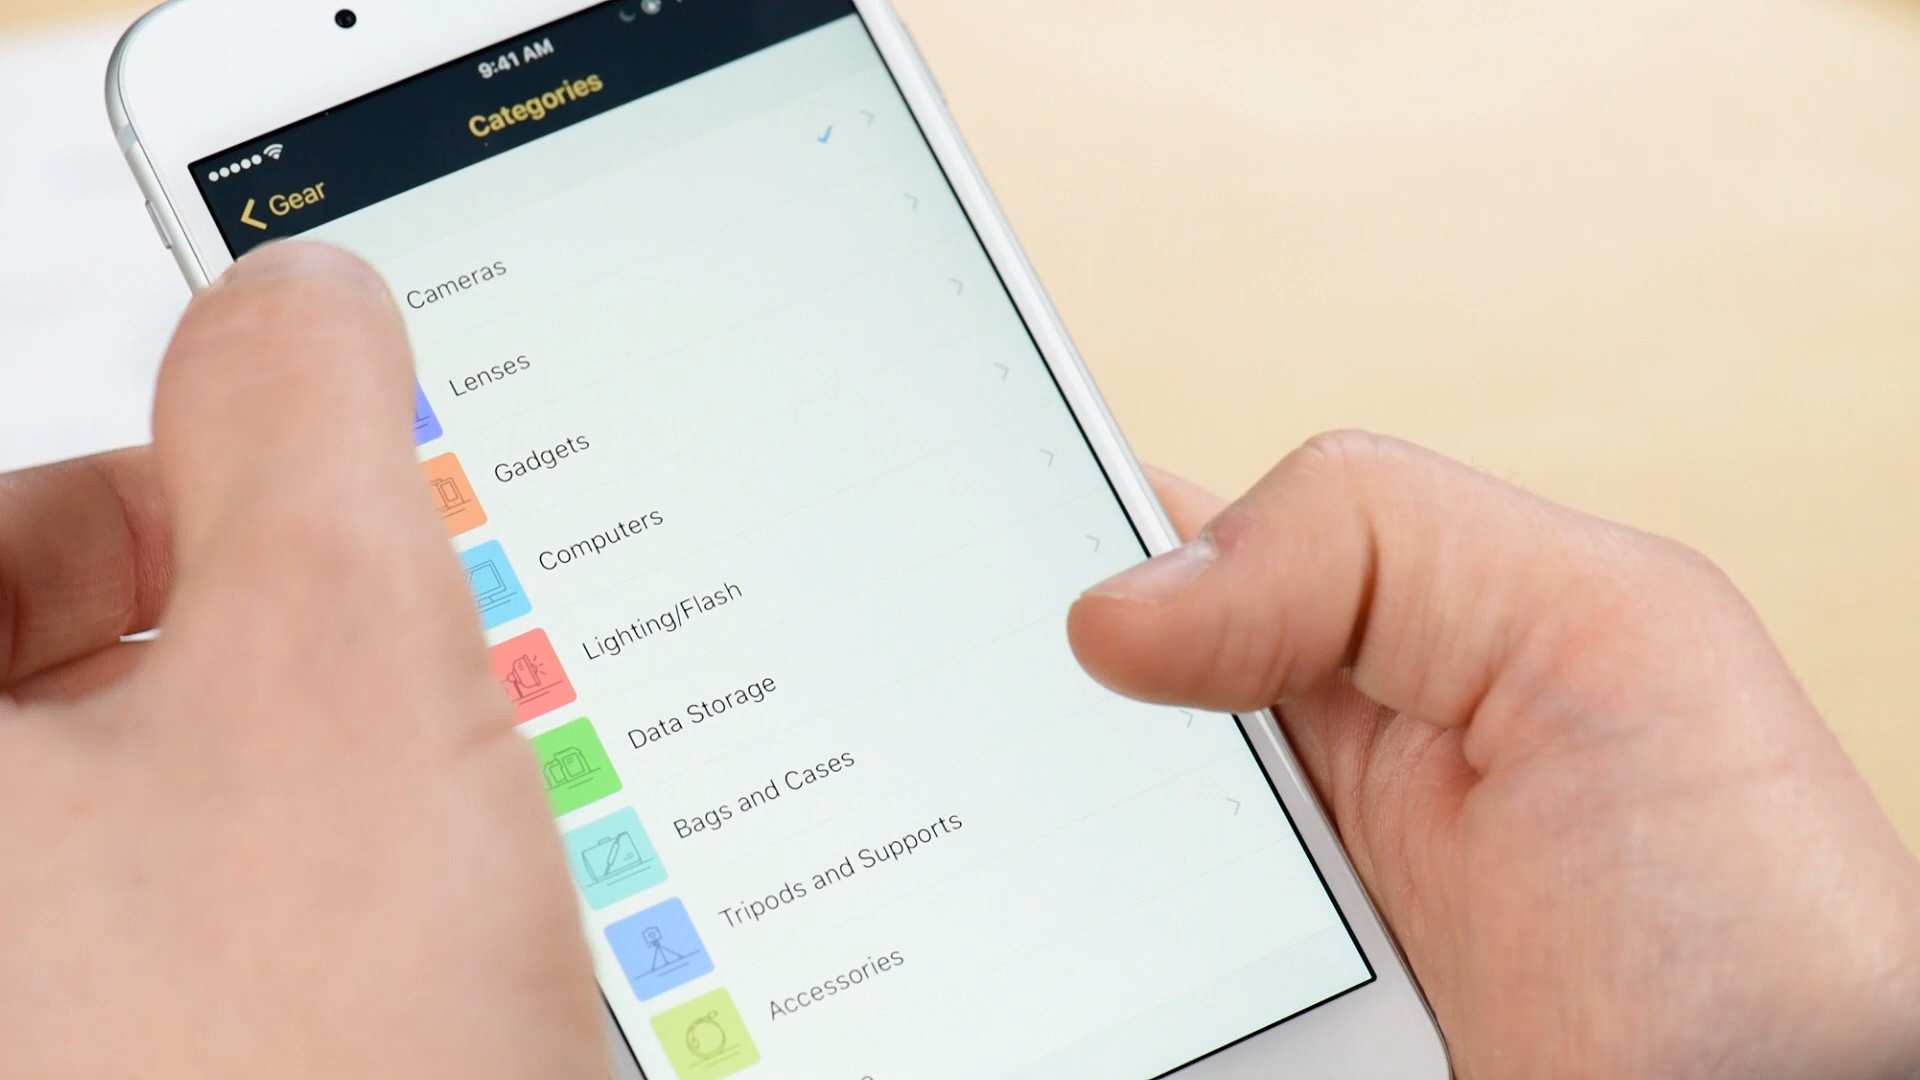 9:41 AM
Categories
Gear
Cameras
Lenses
Gadgets
Computers
Lighting/Flash
Data Storage
Bags and Cases
Tripods and Supports
Accessories